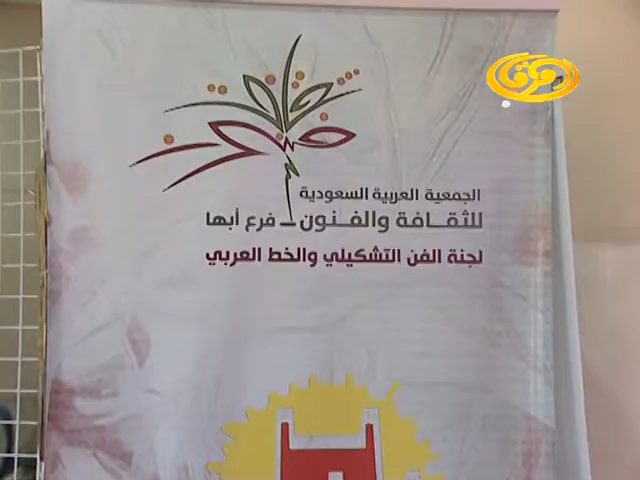 الجمعية العربية السعودية
للثقافة والفنون – فرع أبها
لجنة الفن التشكيلي والخط العربي